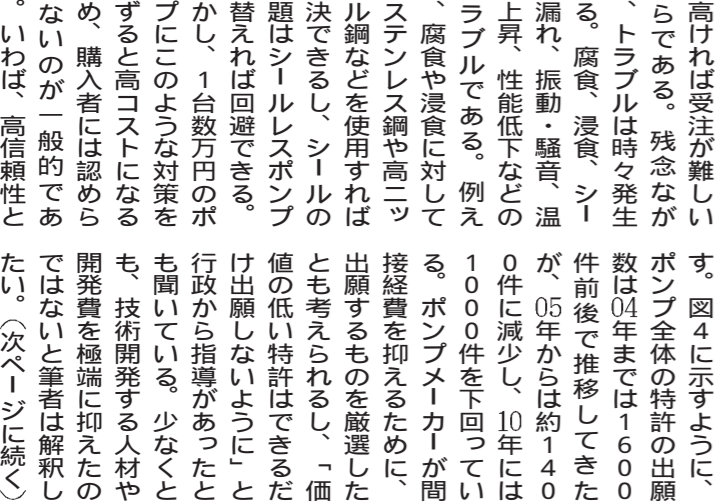 高ければ受注が難しい
らである。残念なが
、トラブルは時々発生
る。腐食、浸食、シー
漏れ、振動・騒音、温
上昇、性能低下などの
ラブルである。例え
、腐食や浸食に対して
ステンレス鋼や高ニッ
ル鋼などを使用すれば
決できるし、シールの
題はシールレスポンプ
替えれば回避できる。
かし、1台数万円のポ
プにこのような対策を
ずると高コストになる
め、購入者には認めら
ないのが一般的であ
。いわば、高信頼性と
す。図4に示すように、
ポンプ全体の特許の出願
数は04年までは1600
件前後で推移してきた
が、05年からは約140
0件に減少し、10年には
1000件を下回ってい
る。ポンプメーカーが間
接経費を抑えるために、
出願するものを厳選した
とも考えられるし、「価
値の低い特許はできるだ
け出願しないように」と
行政から指導があったと
も聞いている。少なくと
も、技術開発する人材や
開発費を極端に抑えたの
ではないと筆者は解釈し
たい。（次ページに続く）